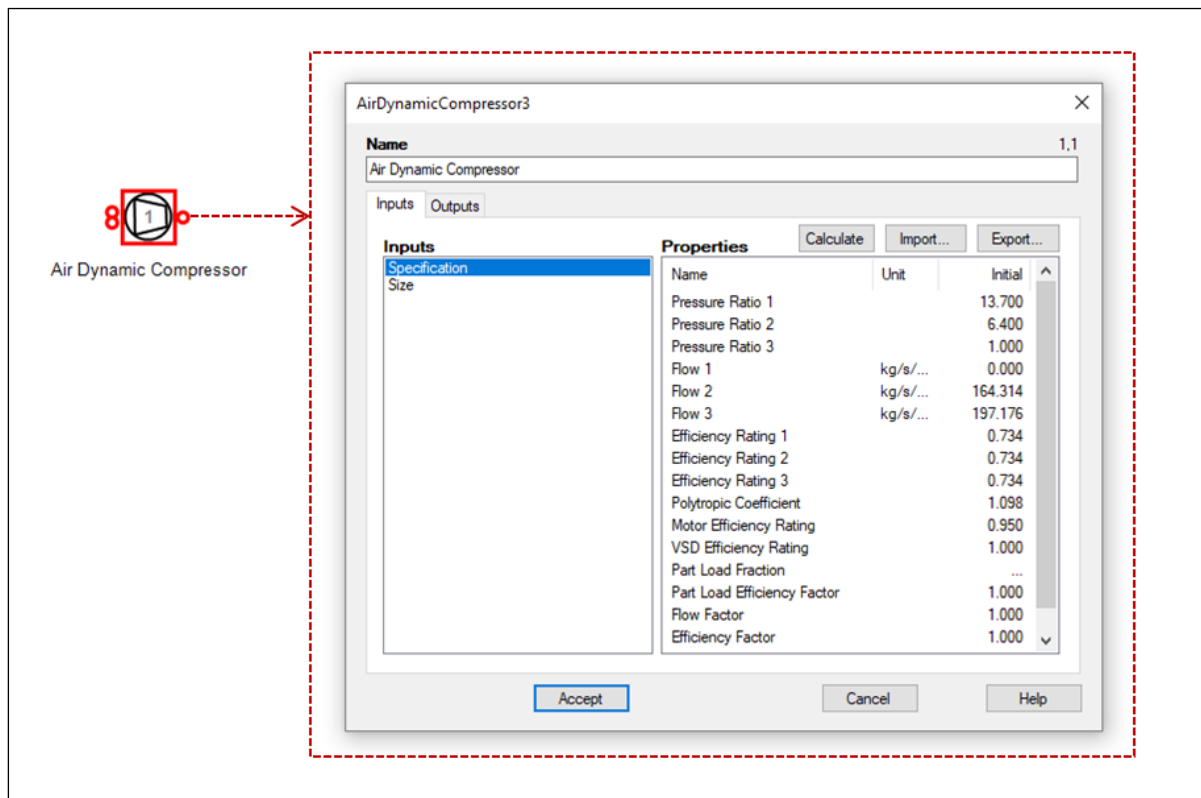 AirDynamicCompressor3
Name 1,1
Air Dynamic Compressor
Inputs Outputs
Inputs
Specification
Size
Properties Calculate Import... Export...
Name Unit Initial
Pressure Ratio 1 13.700
Pressure Ratio 2 6.400
Pressure Ratio 3 1.000
Flow 1 kg/s/... 0.000
Flow 2 kg/s/... 164.314
Flow 3 kg/s/... 197.176
Efficiency Rating 1 0.734
Efficiency Rating 2 0.734
Efficiency Rating 3 0.734
Polytropic Coefficient 1.098
Motor Efficiency Rating 0.950
VSD Efficiency Rating 1.000
Part Load Fraction ...
Part Load Efficiency Factor 1.000
Flow Factor 1.000
Efficiency Factor 1.000
Accept Cancel Help
1
Air Dynamic Compressor